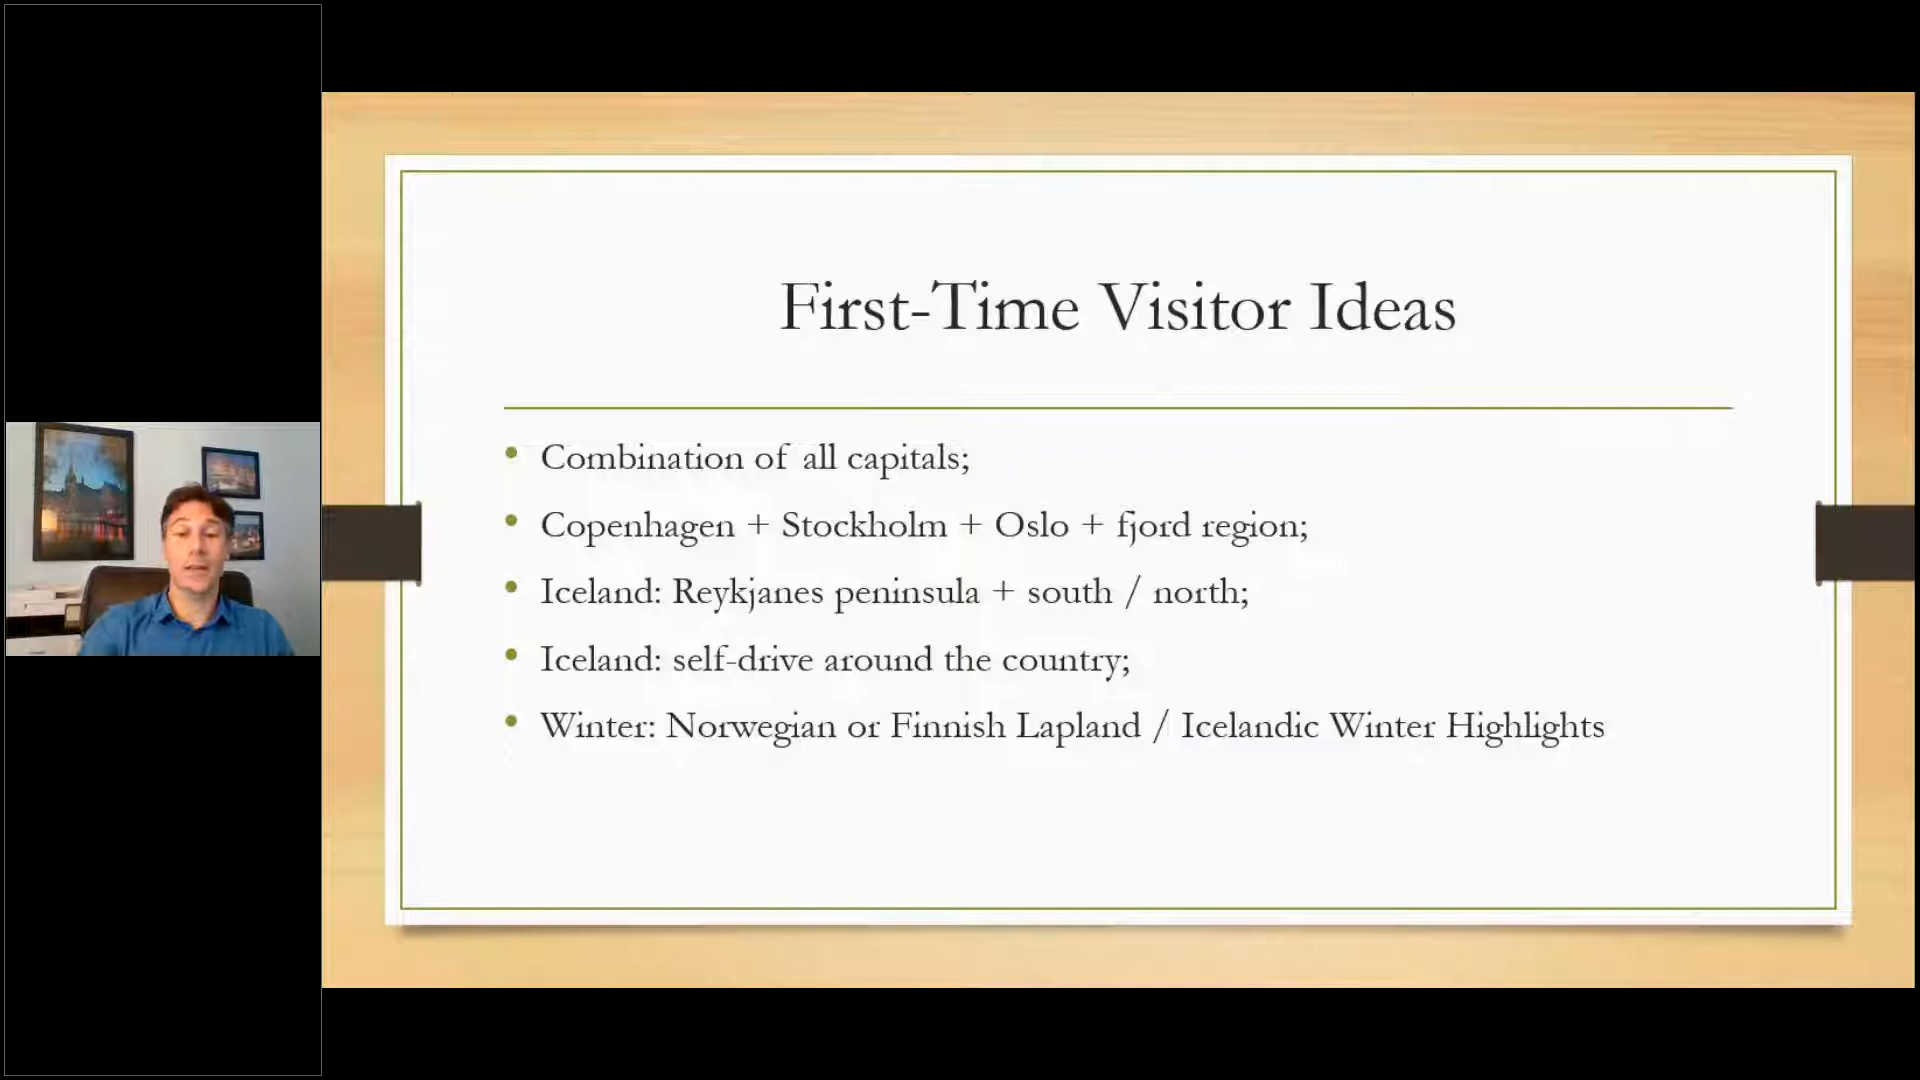 First-Time Visitor Ideas
• Combination of all capitals;
• Copenhagen + Stockholm + Oslo + fjord region;
• Iceland: Reykjanes peninsula + south / north;
• Iceland: self-drive around the country;
• Winter: Norwegian or Finnish Lapland / Icelandic Winter Highlights